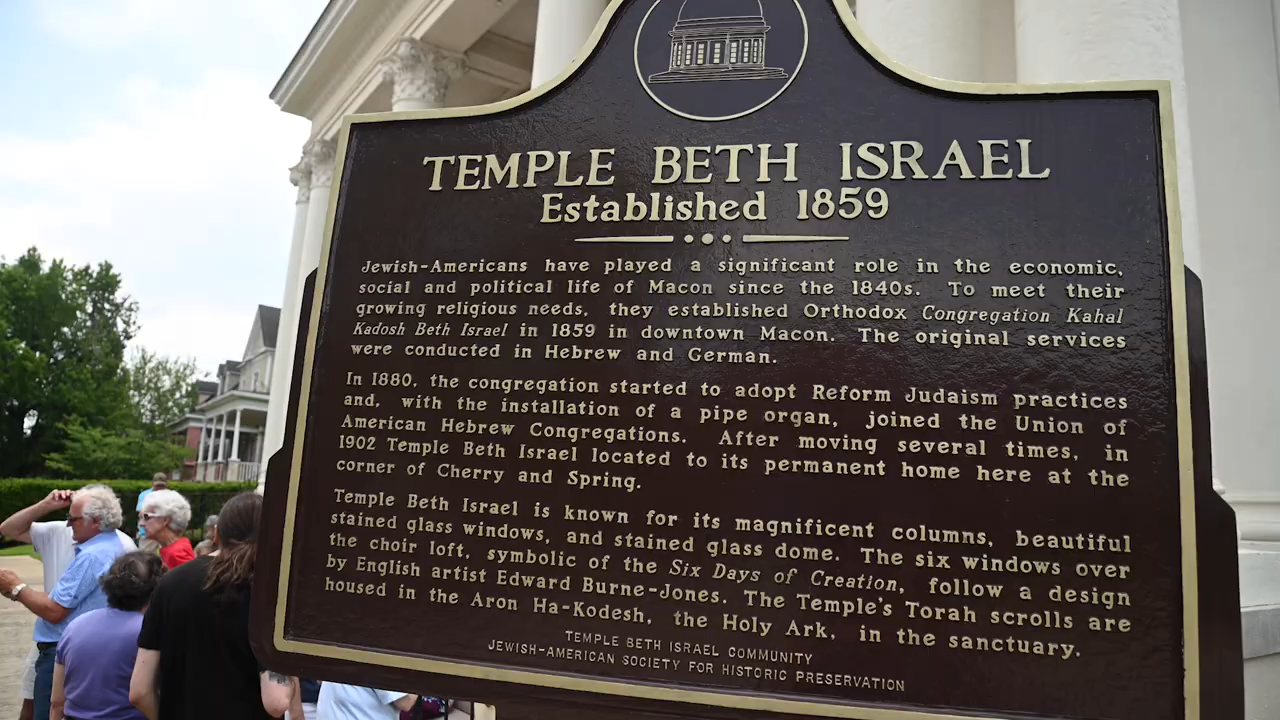 TEMPLE BETH ISRAEL
Established 1859
Jewish-Americans have played a significant role in the economic,
social and political life of Macon since the 1840s. To meet their
growing religious needs, they established Orthodox Congregation Kahal
Kadosh Beth Israel in 1859 in downtown Macon. The original services
were conducted in Hebrew and German.
In 1880, the congregation started to adopt Reform Judaism practices
and, with the installation of a pipe organ, joined the Union of
American Hebrew Congregations. After moving several times, in
1902 Temple Beth Israel located to its permanent home here at the
corner of Cherry and Spring.
Temple Beth Israel is known for its magnificent columns, beautiful
stained glass windows, and stained glass dome. The six windows over
the choir loft, symbolic of the Six Days of Creation, follow a design
by English artist Edward Burne-Jones. The Temple's Torah scrolls are
housed in the Aron Ha-Kodesh, the Holy Ark, in the sanctuary.
TEMPLE BETH ISRAEL COMMUNITY
JEWISH-AMERICAN SOCIETY FOR HISTORIC PRESERVATION